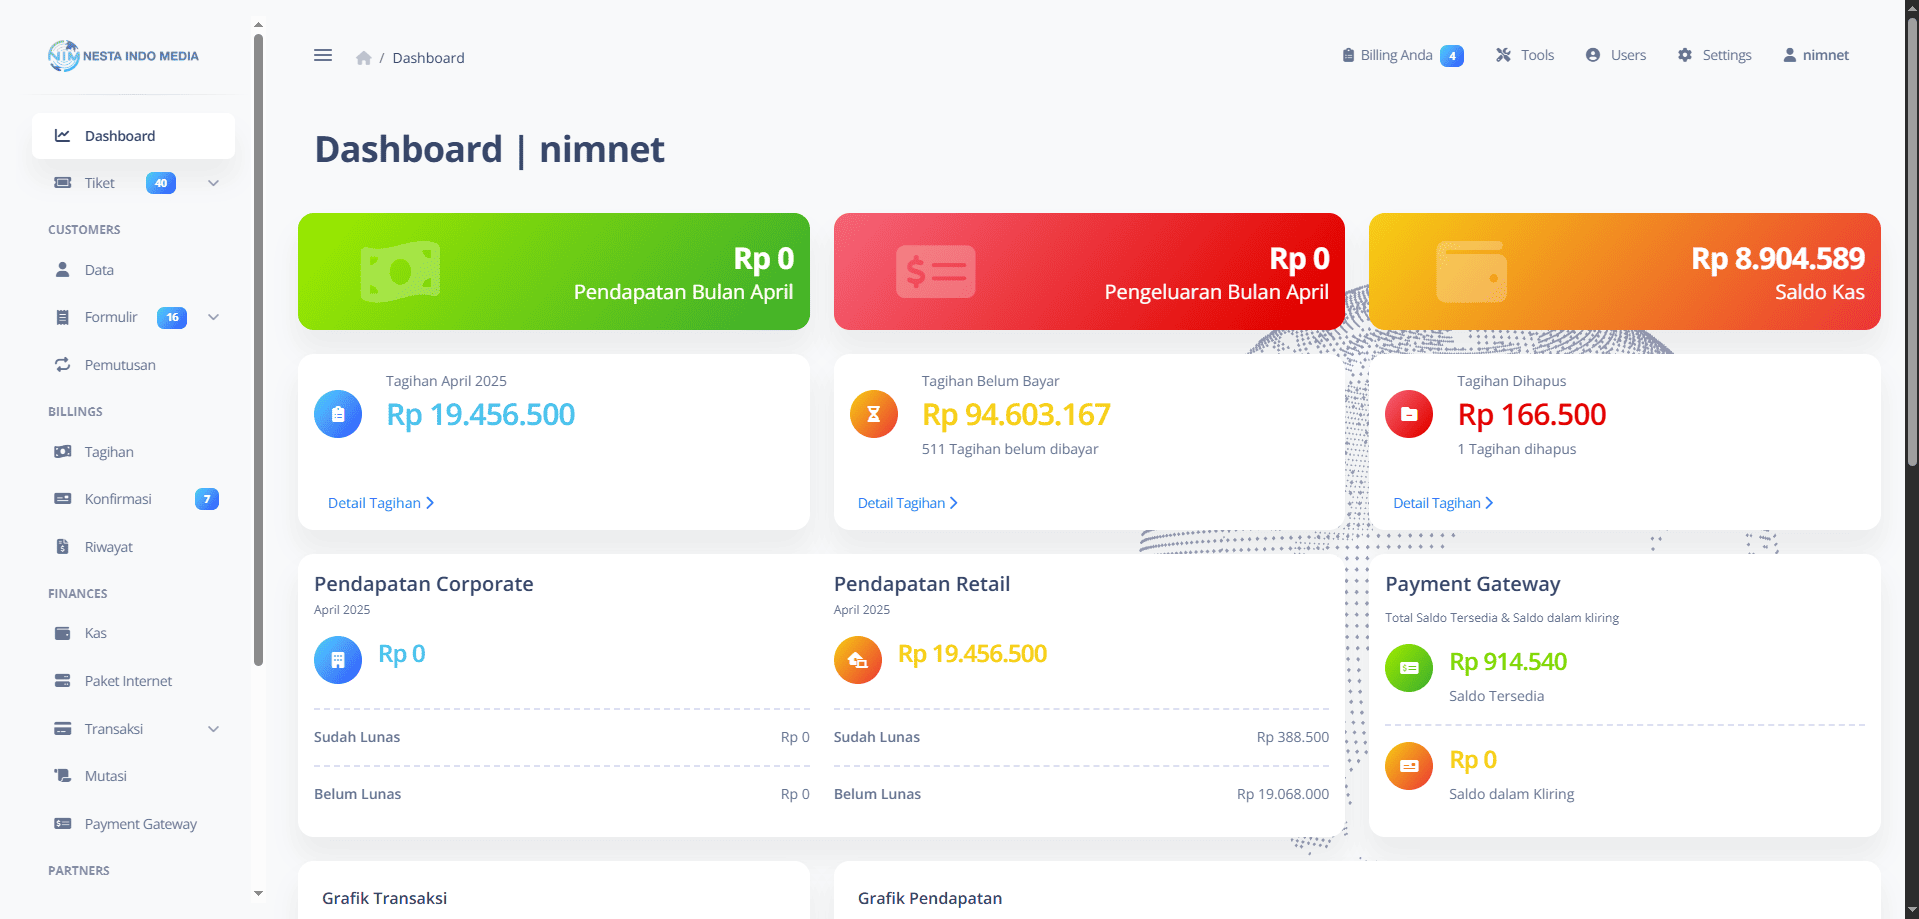 NIM NESTA INDO MEDIA
Dashboard
Tiket 40
CUSTOMERS
Data
Formulir 16
Pemutusan
BILLINGS
Tagihan
Konfirmasi 7
Riwayat
FINANCES
Kas
Paket Internet
Transaksi
Mutasi
Payment Gateway
PARTNERS
/ Dashboard
Billing Anda 4
Tools
Users
Settings
nimnet
Dashboard | nimnet
Rp 0
Pendapatan Bulan April
Rp 0
Pengeluaran Bulan April
Rp 8.904.589
Saldo Kas
Tagihan April 2025
Rp 19.456.500
Detail Tagihan
Tagihan Belum Bayar
Rp 94.603.167
511 Tagihan belum dibayar
Detail Tagihan
Tagihan Dihapus
Rp 166.500
1 Tagihan dihapus
Detail Tagihan
Pendapatan Corporate
April 2025
Rp 0
Sudah Lunas Rp 0
Belum Lunas Rp 0
Pendapatan Retail
April 2025
Rp 19.456.500
Sudah Lunas Rp 388.500
Belum Lunas Rp 19.068.000
Payment Gateway
Total Saldo Tersedia & Saldo dalam kliring
Rp 914.540
Saldo Tersedia
Rp 0
Saldo dalam Kliring
Grafik Transaksi
Grafik Pendapatan